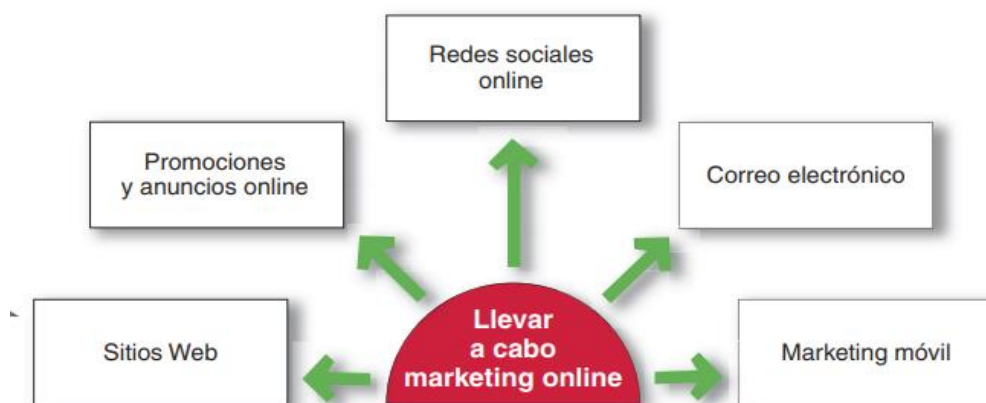 Redes sociales
online
Promociones
y anuncios online
Correo electrónico
Sitios Web
Llevar
a cabo
marketing online
Marketing móvil